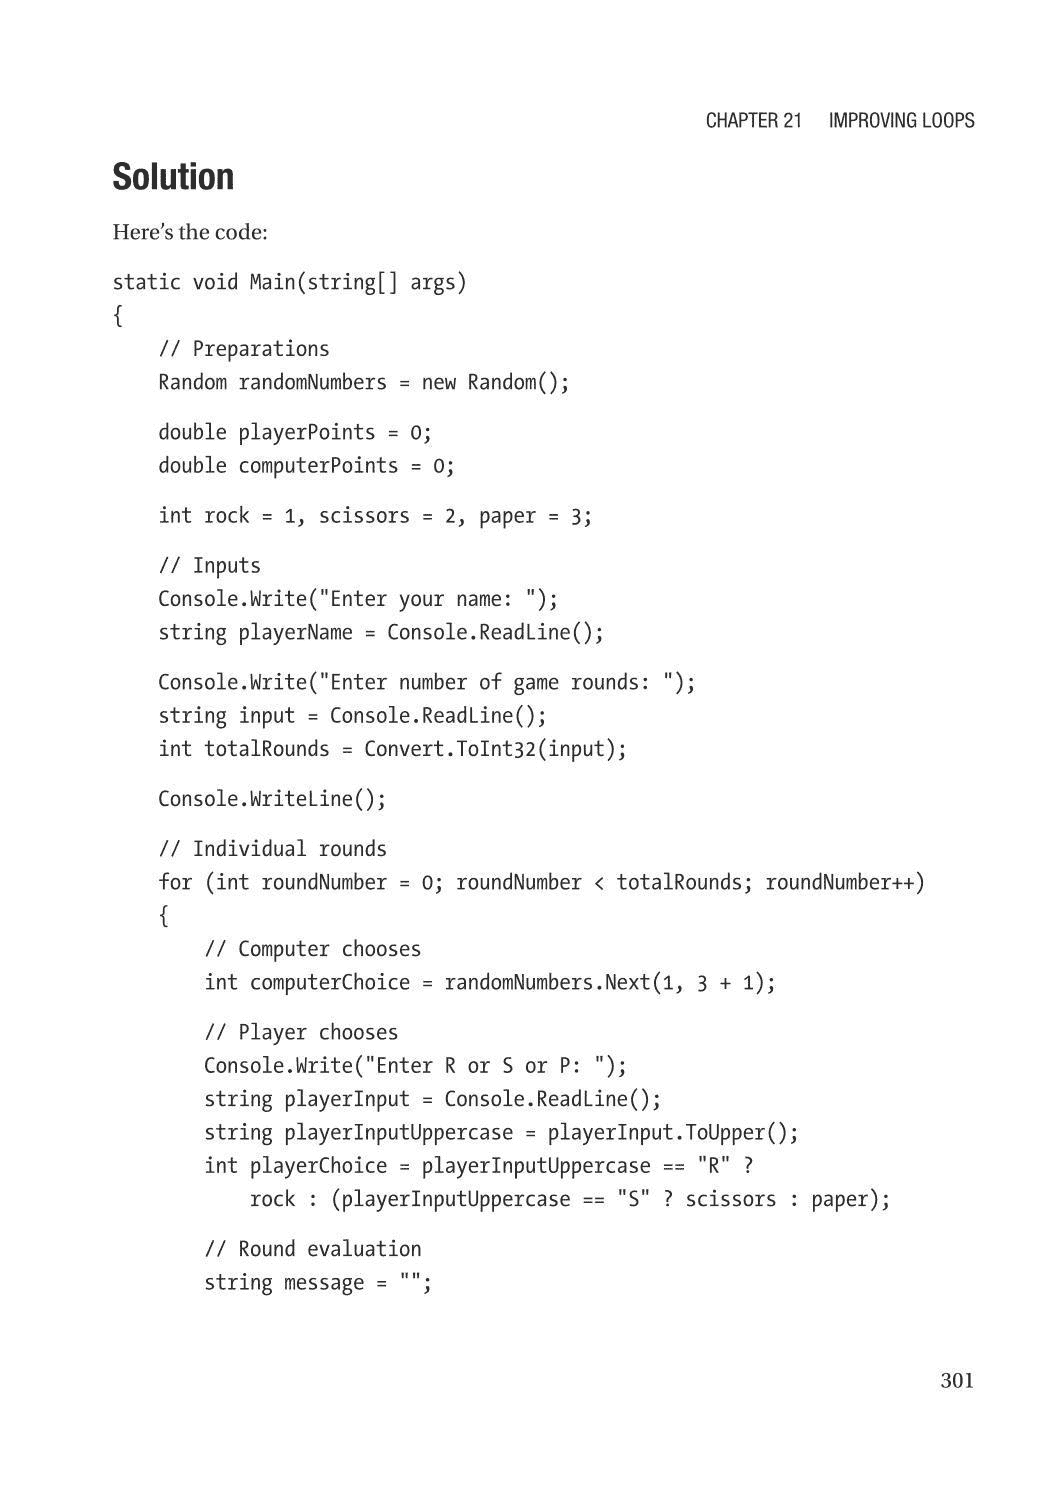 CHAPTER 21 IMPROVING LOOPS
Solution
Here’s the code:
static void Main(string[] args)
{
    // Preparations
    Random randomNumbers = new Random();
    double playerPoints = 0;
    double computerPoints = 0;
    int rock = 1, scissors = 2, paper = 3;
    // Inputs
    Console.Write("Enter your name: ");
    string playerName = Console.ReadLine();
    Console.Write("Enter number of game rounds: ");
    string input = Console.ReadLine();
    int totalRounds = Convert.ToInt32(input);
    Console.WriteLine();
    // Individual rounds
    for (int roundNumber = 0; roundNumber < totalRounds; roundNumber++)
    {
        // Computer chooses
        int computerChoice = randomNumbers.Next(1, 3 + 1);
        // Player chooses
        Console.Write("Enter R or S or P: ");
        string playerInput = Console.ReadLine();
        string playerInputUppercase = playerInput.ToUpper();
        int playerChoice = playerInputUppercase == "R" ?
            rock : (playerInputUppercase == "S" ? scissors : paper);
        // Round evaluation
        string message = "";
301